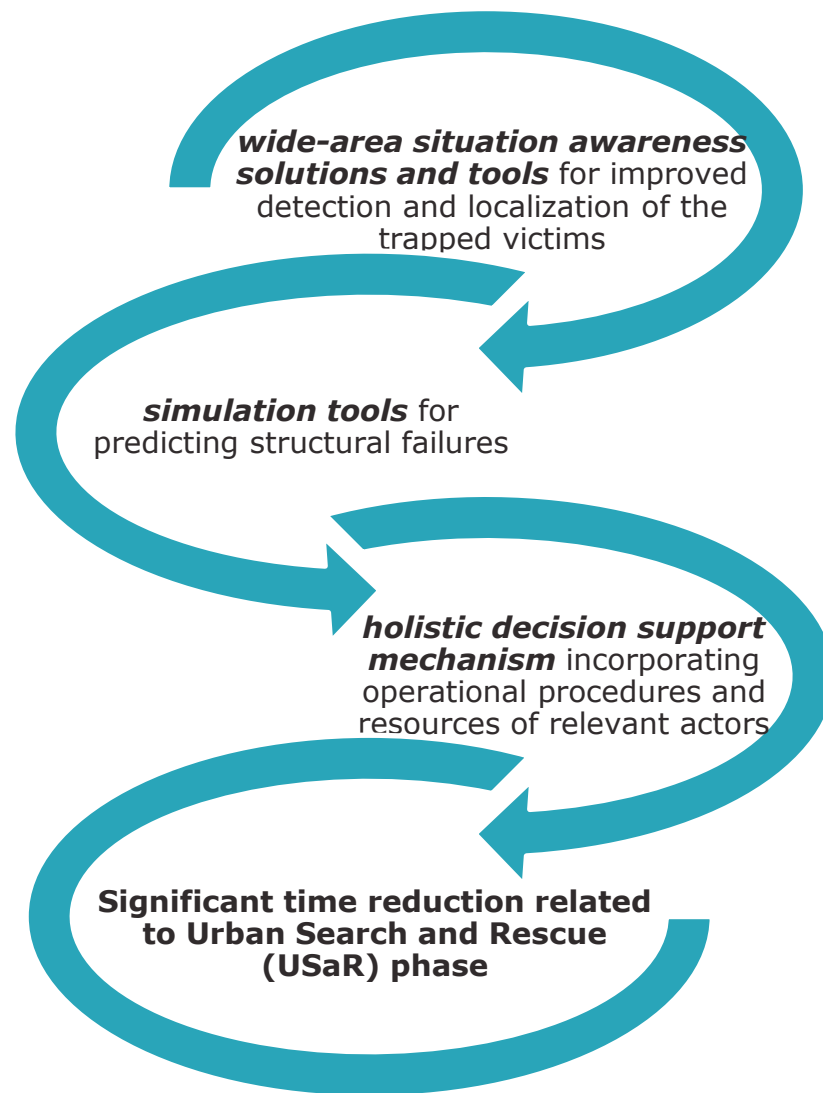 wide-area situation awareness
solutions and tools for improved
detection and localization of the
trapped victims
simulation tools for
predicting structural failures
holistic decision support
mechanism incorporating
operational procedures and
resources of relevant actors
Significant time reduction related
to Urban Search and Rescue
(USaR) phase